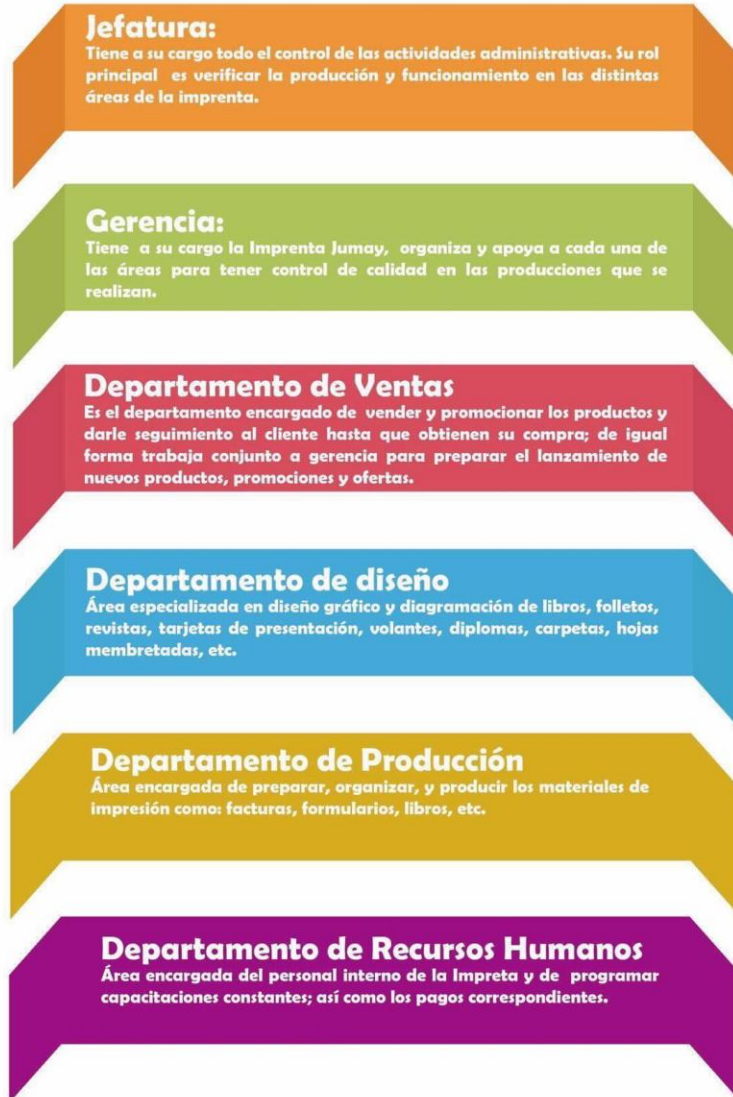 Jefatura:
Tiene a su cargo todo el control de las actividades administrativas. Su rol
principal es verificar la producción y funcionamiento en las distintas
áreas de la imprenta.
Gerencia:
Tiene a su cargo la Imprenta Jumay, organiza y apoya a cada una de
las áreas para tener control de calidad en las producciones que se
realizan.
Departamento de Ventas
Es el departamento encargado de vender y promocionar los productos y
darle seguimiento al cliente hasta que obtienen su compra; de igual
forma trabaja conjunto a gerencia para preparar el lanzamiento de
nuevos productos, promociones y ofertas.
Departamento de diseño
Área especializada en diseño gráfico y diagramación de libros, folletos,
revistas, tarjetas de presentación, volantes, diplomas, carpetas, hojas
membretadas, etc.
Departamento de Producción
Área encargada de preparar, organizar, y producir los materiales de
impresión como: facturas, formularios, libros, etc.
Departamento de Recursos Humanos
Área encargada del personal interno de la Impreta y de programar
capacitaciones constantes; así como los pagos correspondientes.